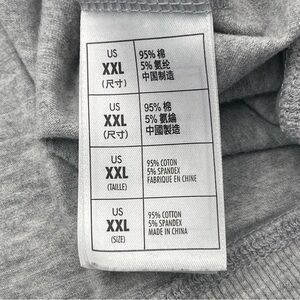 US
XXL
(尺寸)
95% 棉
5% 氨纶
中国制造
US
XXL
(尺寸)
95% 棉
5% 氨綸
中國製造
US
XXL
(TAILLE)
95% COTON
5% SPANDEX
FABRIQUE EN CHINE
US
XXL
(SIZE)
95% COTTON
5% SPANDEX
MADE IN CHINA